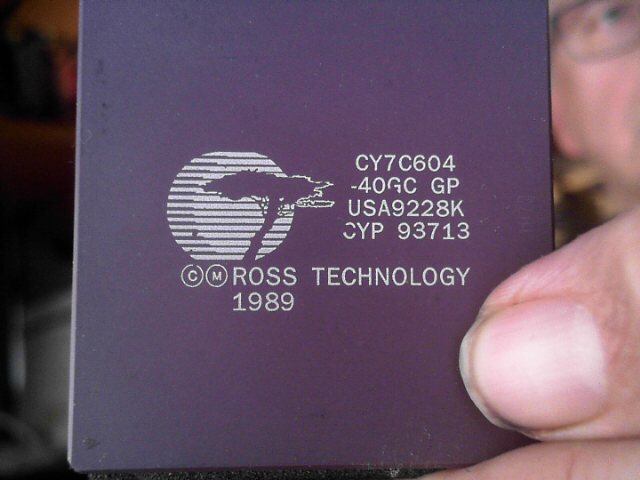 CY7C604
-40GC GP
USA9228K
CYP 93713
©Ⓜ ROSS TECHNOLOGY
1989